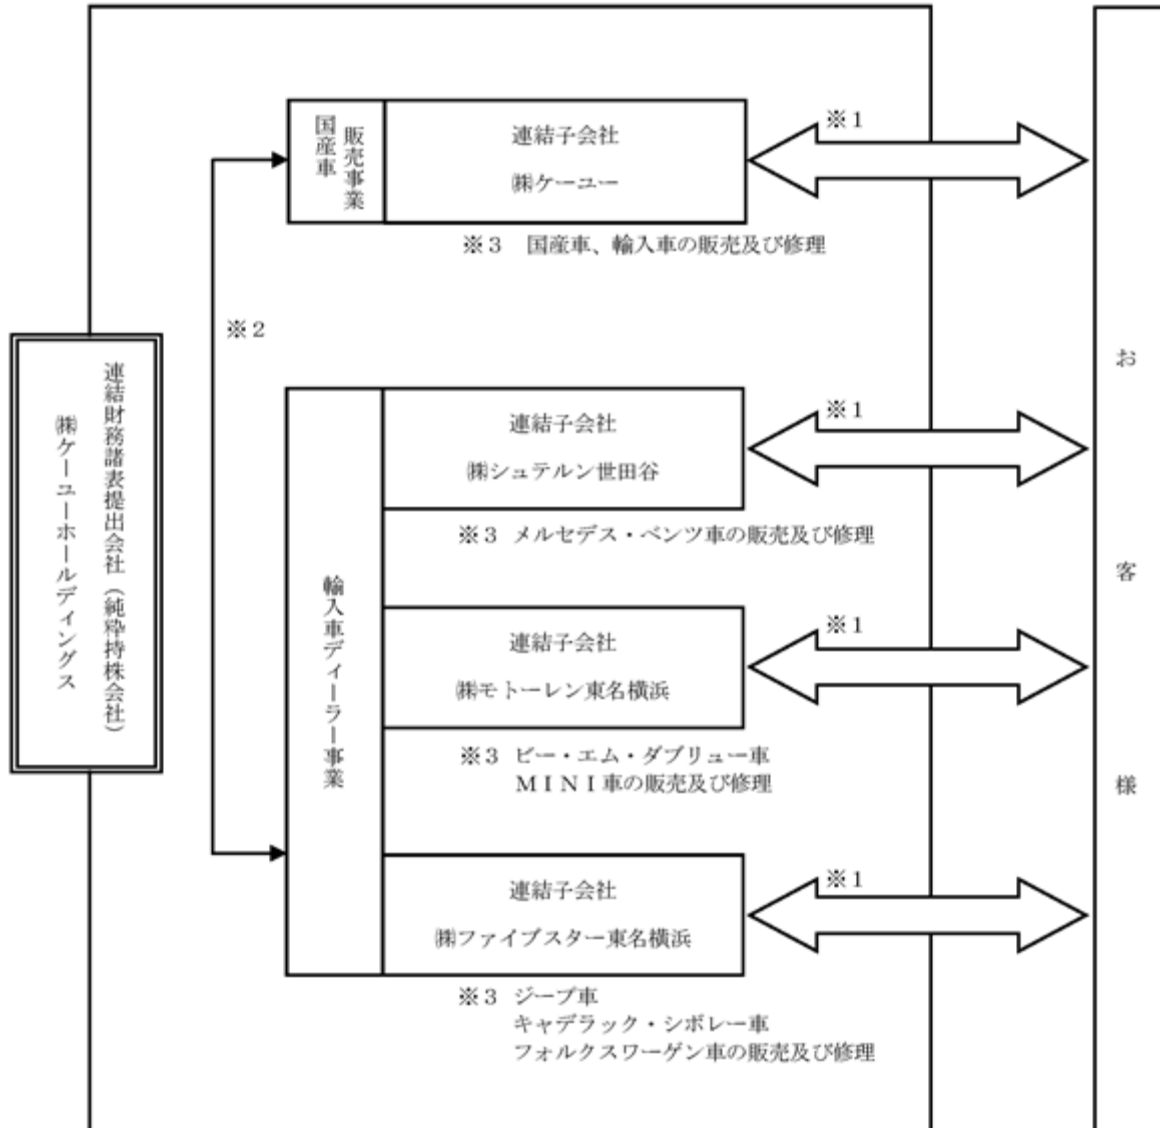 連結財務諸表提出会社（純粋持株会社）
㈱ケーユーホールディングス
国産車
販売事業
連結子会社
㈱ケーユー
※１
※３　国産車、輸入車の販売及び修理
※２
輸入車ディーラー事業
連結子会社
㈱シュテルン世田谷
※１
※３ メルセデス・ベンツ車の販売及び修理
連結子会社
㈱モトーレン東名横浜
※１
※３ ビー・エム・ダブリュー車
ＭＩＮＩ車の販売及び修理
連結子会社
㈱ファイブスター東名横浜
※１
※３ ジープ車
キャデラック・シボレー車
フォルクスワーゲン車の販売及び修理
お客様